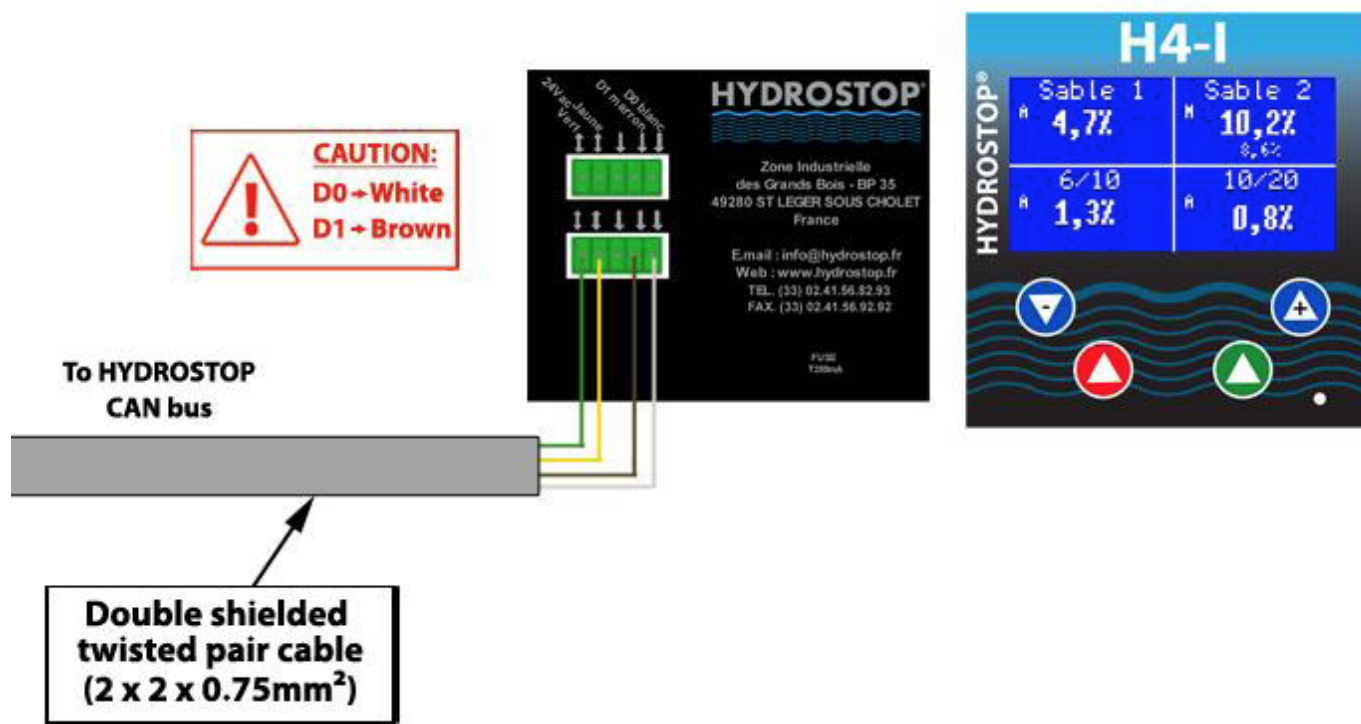 CAUTION:
D0→White
D1→Brown
24Vac
Vert
Jaune
D1 marron
D0 blanc
HYDROSTOP®
Zone Industrielle
des Grands Bois - BP 35
49280 ST LEGER SOUS CHOLET
France
E.mail : info@hydrostop.fr
Web : www.hydrostop.fr
TEL. (33) 02.41.56.82.93
FAX. (33) 02.41.56.92.92
FUSE
H4-I
HYDROSTOP®
Sable 1
A 4,7%
Sable 2
M 10,2%
8,6%
6/10
A 1,3%
10/20
A 0,8%
-
+
To HYDROSTOP
CAN bus
Double shielded
twisted pair cable
(2 x 2 x 0.75mm²)